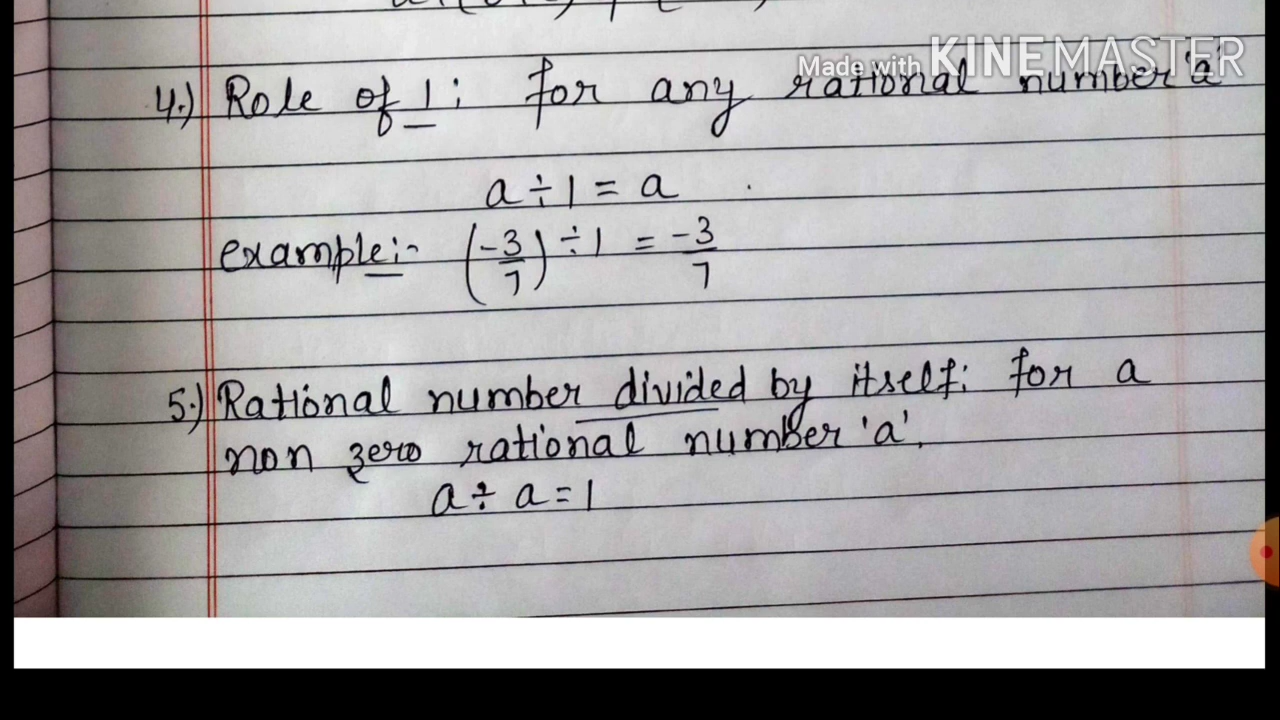 Made with KINEMASTER
4.) Role of 1: for any rational number 'a'
a ÷ 1 = a
example:- (-3/7) ÷ 1 = -3/7
5.) Rational number divided by itself: for a
non zero rational number 'a'.
a ÷ a = 1